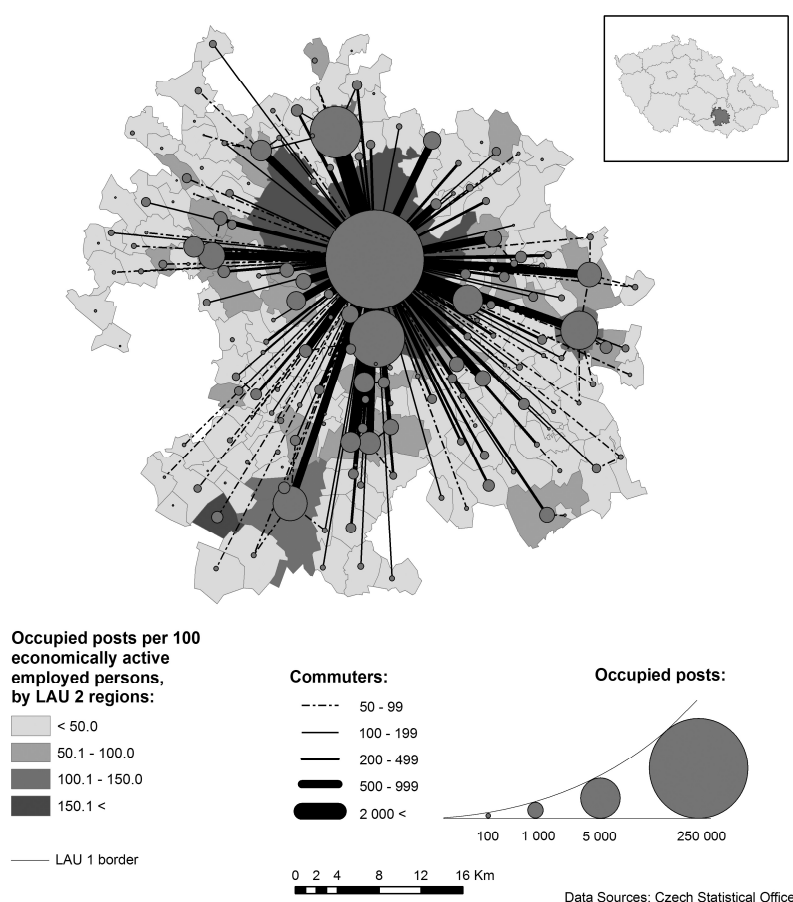 Occupied posts per 100
economically active
employed persons,
by LAU 2 regions:
< 50.0
50.1 - 100.0
100.1 - 150.0
150.1 <
LAU 1 border
Commuters:
50 - 99
100 - 199
200 - 499
500 - 999
2 000 <
0 2 4 8 12 16 Km
Occupied posts:
100 1 000 5 000 250 000
Data Sources: Czech Statistical Office